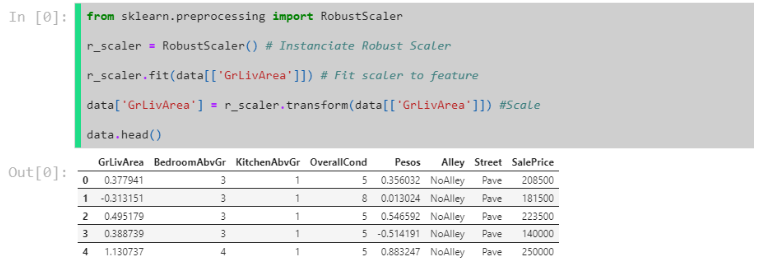 In [0]:
from sklearn.preprocessing import RobustScaler
r_scaler = RobustScaler() # Instanciate Robust Scaler
r_scaler.fit(data[['GrLivArea']]) # Fit scaler to feature
data['GrLivArea'] = r_scaler.transform(data[['GrLivArea']]) #Scale
data.head()
Out[0]:
GrLivArea BedroomAbvGr KitchenAbvGr OverallCond Pesos Alley Street SalePrice
0 0.377941 3 1 5 0.356032 NoAlley Pave 208500
1 -0.313151 3 1 8 0.013024 NoAlley Pave 181500
2 0.495179 3 1 5 0.546592 NoAlley Pave 223500
3 0.388739 3 1 5 -0.514191 NoAlley Pave 140000
4 1.130737 4 1 5 0.883247 NoAlley Pave 250000